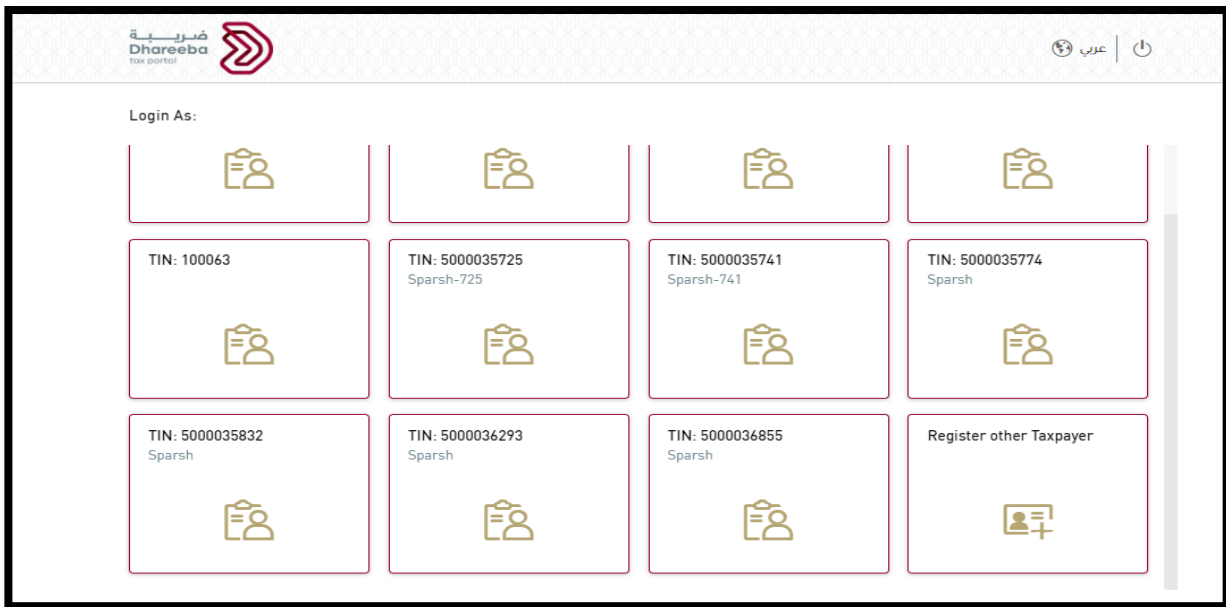 ضريبة
Dhareeba
tax portal
عربي
Login As:
TIN: 100063
TIN: 5000035725
Sparsh-725
TIN: 5000035741
Sparsh-741
TIN: 5000035774
Sparsh
TIN: 5000035832
Sparsh
TIN: 5000036293
Sparsh
TIN: 5000036855
Sparsh
Register other Taxpayer